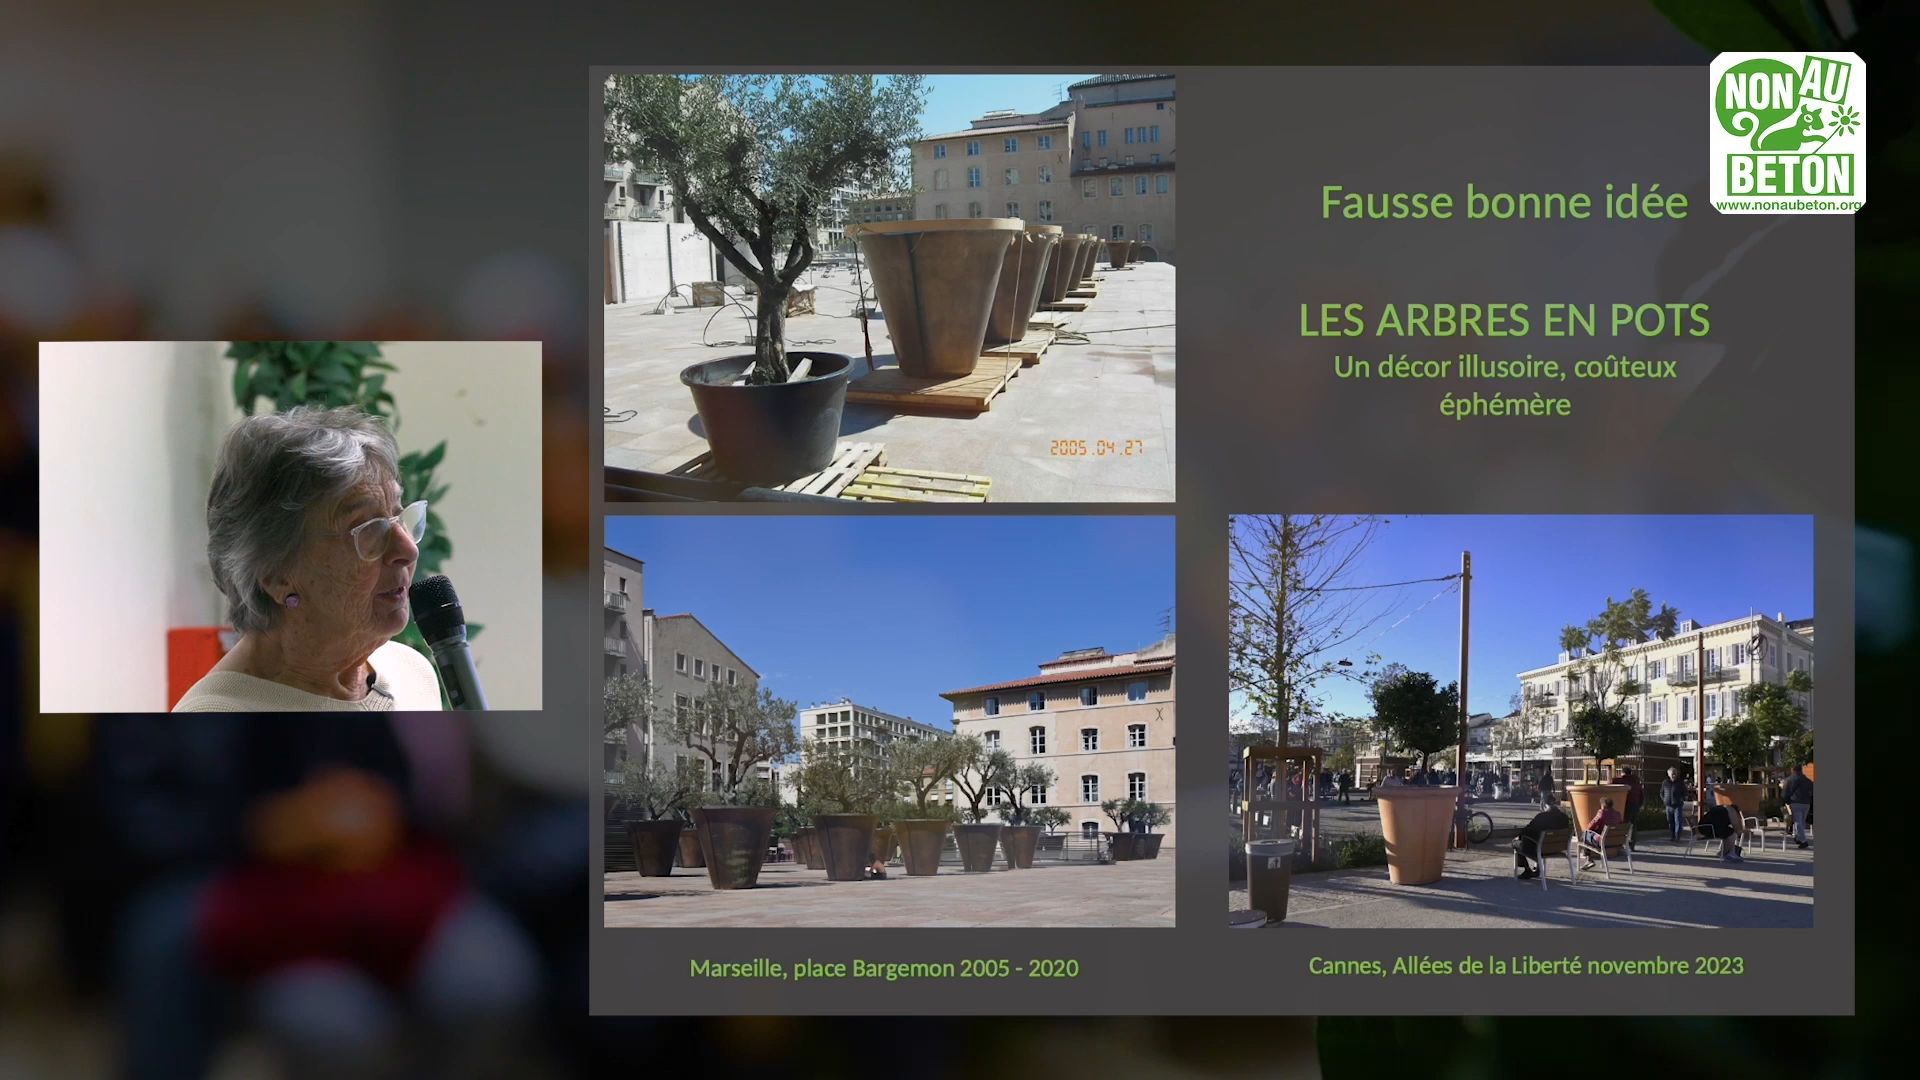 NON AU
BETON
www.nonaubeton.org
Fausse bonne idée
LES ARBRES EN POTS
Un décor illusoire, coûteux
éphémère
2005.04.27
Marseille, place Bargemon 2005 - 2020
Cannes, Allées de la Liberté novembre 2023